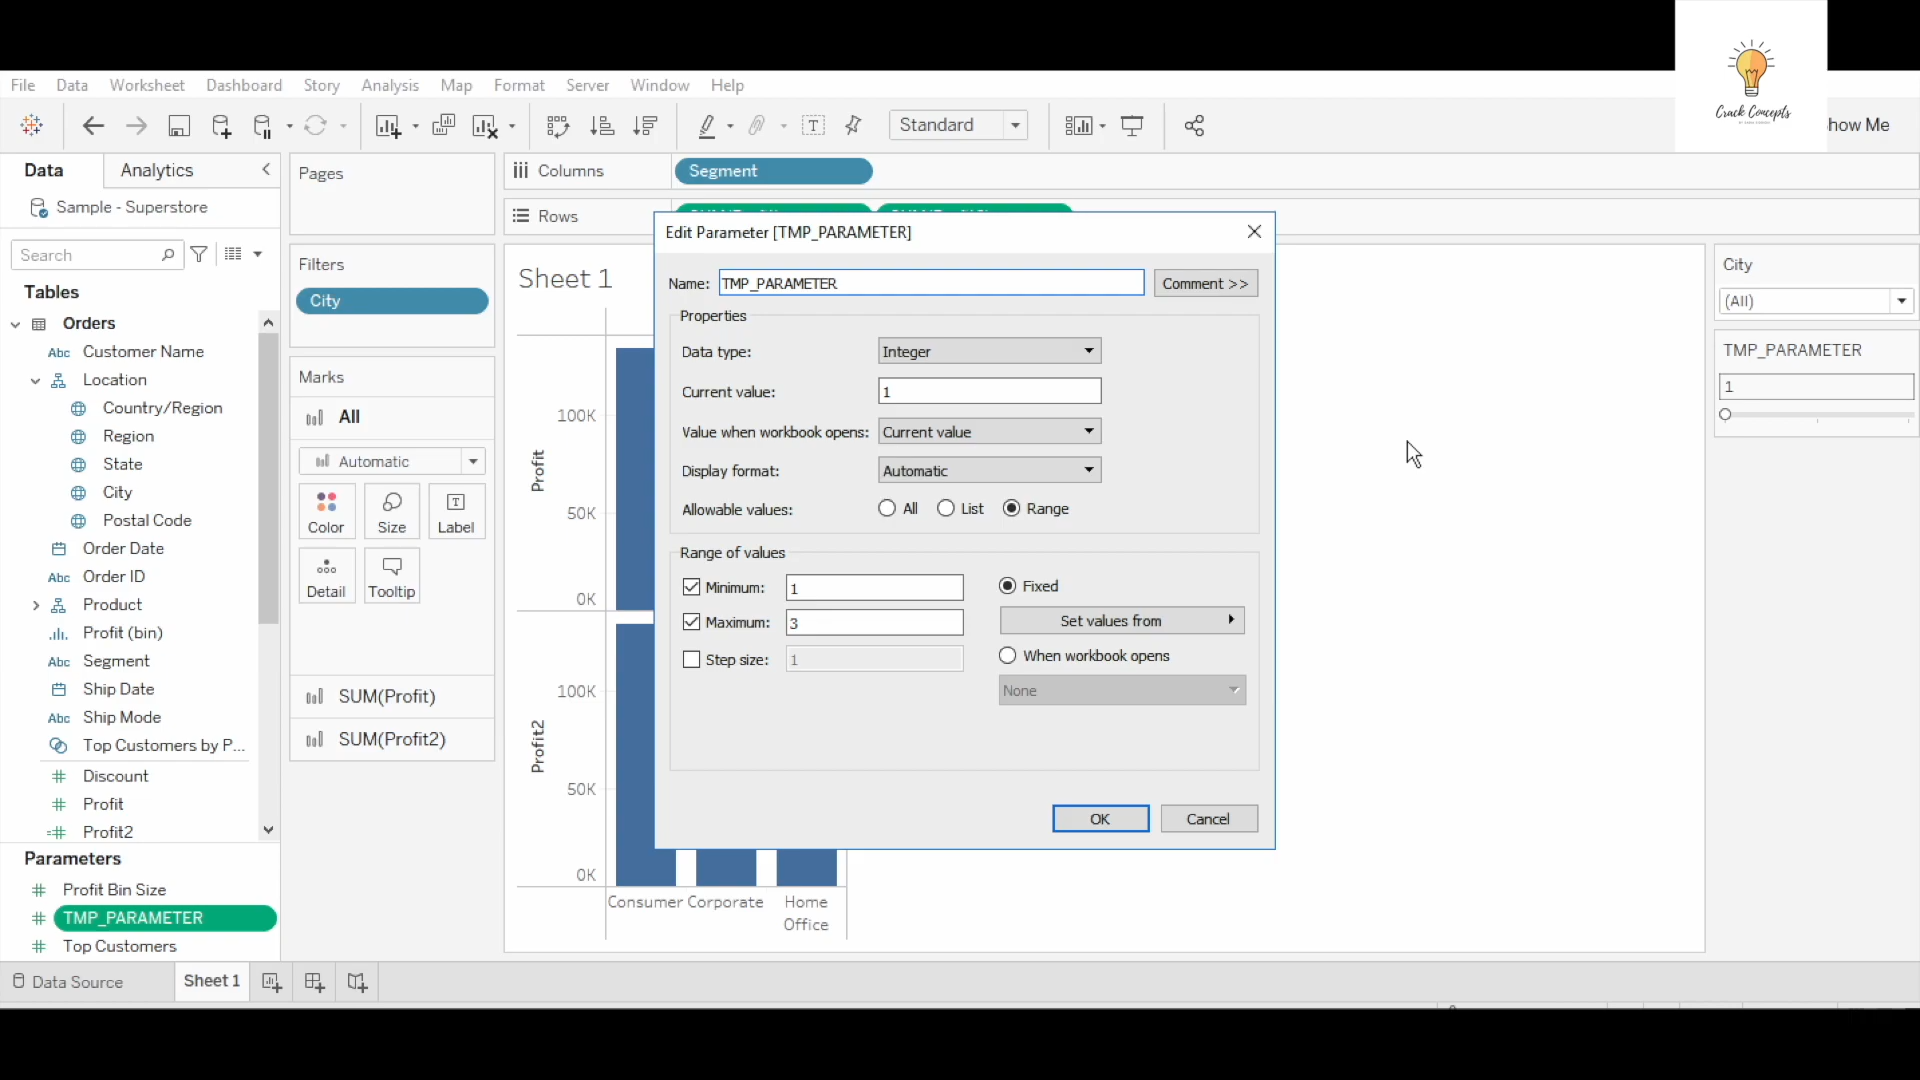 Crack Concepts
File Data Worksheet Dashboard Story Analysis Map Format Server Window Help
Standard
how Me
Data Analytics
Sample - Superstore
Search
Tables
Orders
Abc Customer Name
Location
Country/Region
Region
State
City
Postal Code
Order Date
Abc Order ID
Product
Profit (bin)
Abc Segment
Ship Date
Abc Ship Mode
Top Customers by P...
Discount
Profit
Profit2
Parameters
Profit Bin Size
TMP_PARAMETER
Top Customers
Pages
Filters
City
Marks
All
Automatic
Color Size Label
Detail Tooltip
SUM(Profit)
SUM(Profit2)
Columns Segment
Rows
Sheet 1
Profit
100K
50K
0K
Profit2
100K
50K
0K
Consumer Corporate Home
Office
Edit Parameter [TMP_PARAMETER]
Name: TMP_PARAMETER Comment >>
Properties
Data type: Integer
Current value: 1
Value when workbook opens: Current value
Display format: Automatic
Allowable values: All List Range
Range of values
Minimum: 1 Fixed
Maximum: 3 Set values from
Step size: 1 When workbook opens
None
OK Cancel
City
(All)
TMP_PARAMETER
1
Data Source Sheet 1